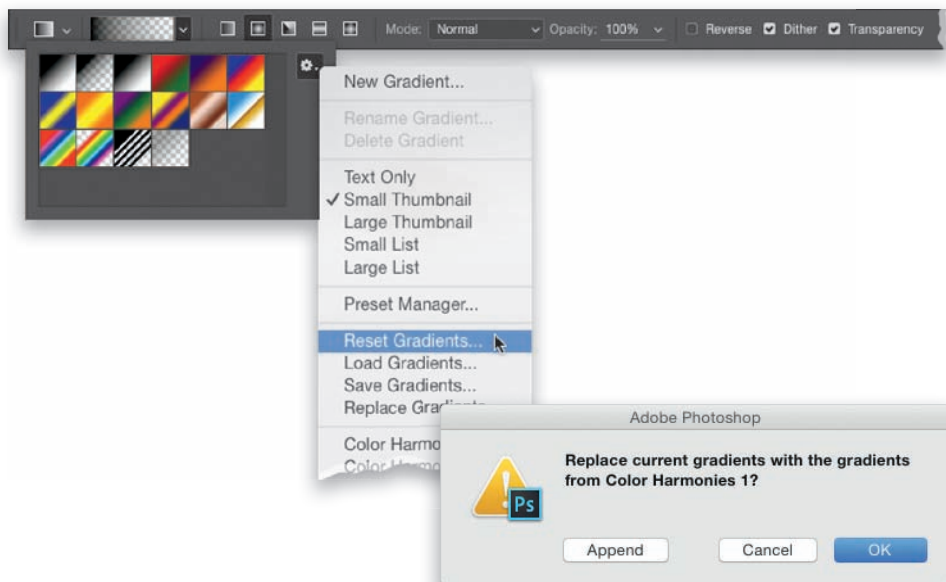 Mode: Normal Opacity: 100% Reverse Dither Transparency
New Gradient...
Rename Gradient...
Delete Gradient
Text Only
Small Thumbnail
Large Thumbnail
Small List
Large List
Preset Manager...
Reset Gradients...
Load Gradients...
Save Gradients...
Replace
Color
Color
Adobe Photoshop
Replace current gradients with the gradients
from Color Harmonies 1?
Ps
Append Cancel OK